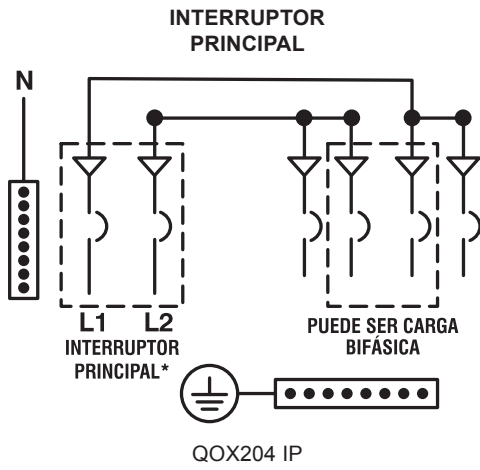 INTERRUPTOR
PRINCIPAL
N
L1 L2
INTERRUPTOR
PRINCIPAL*
PUEDE SER CARGA
BIFÁSICA
QOX204 IP